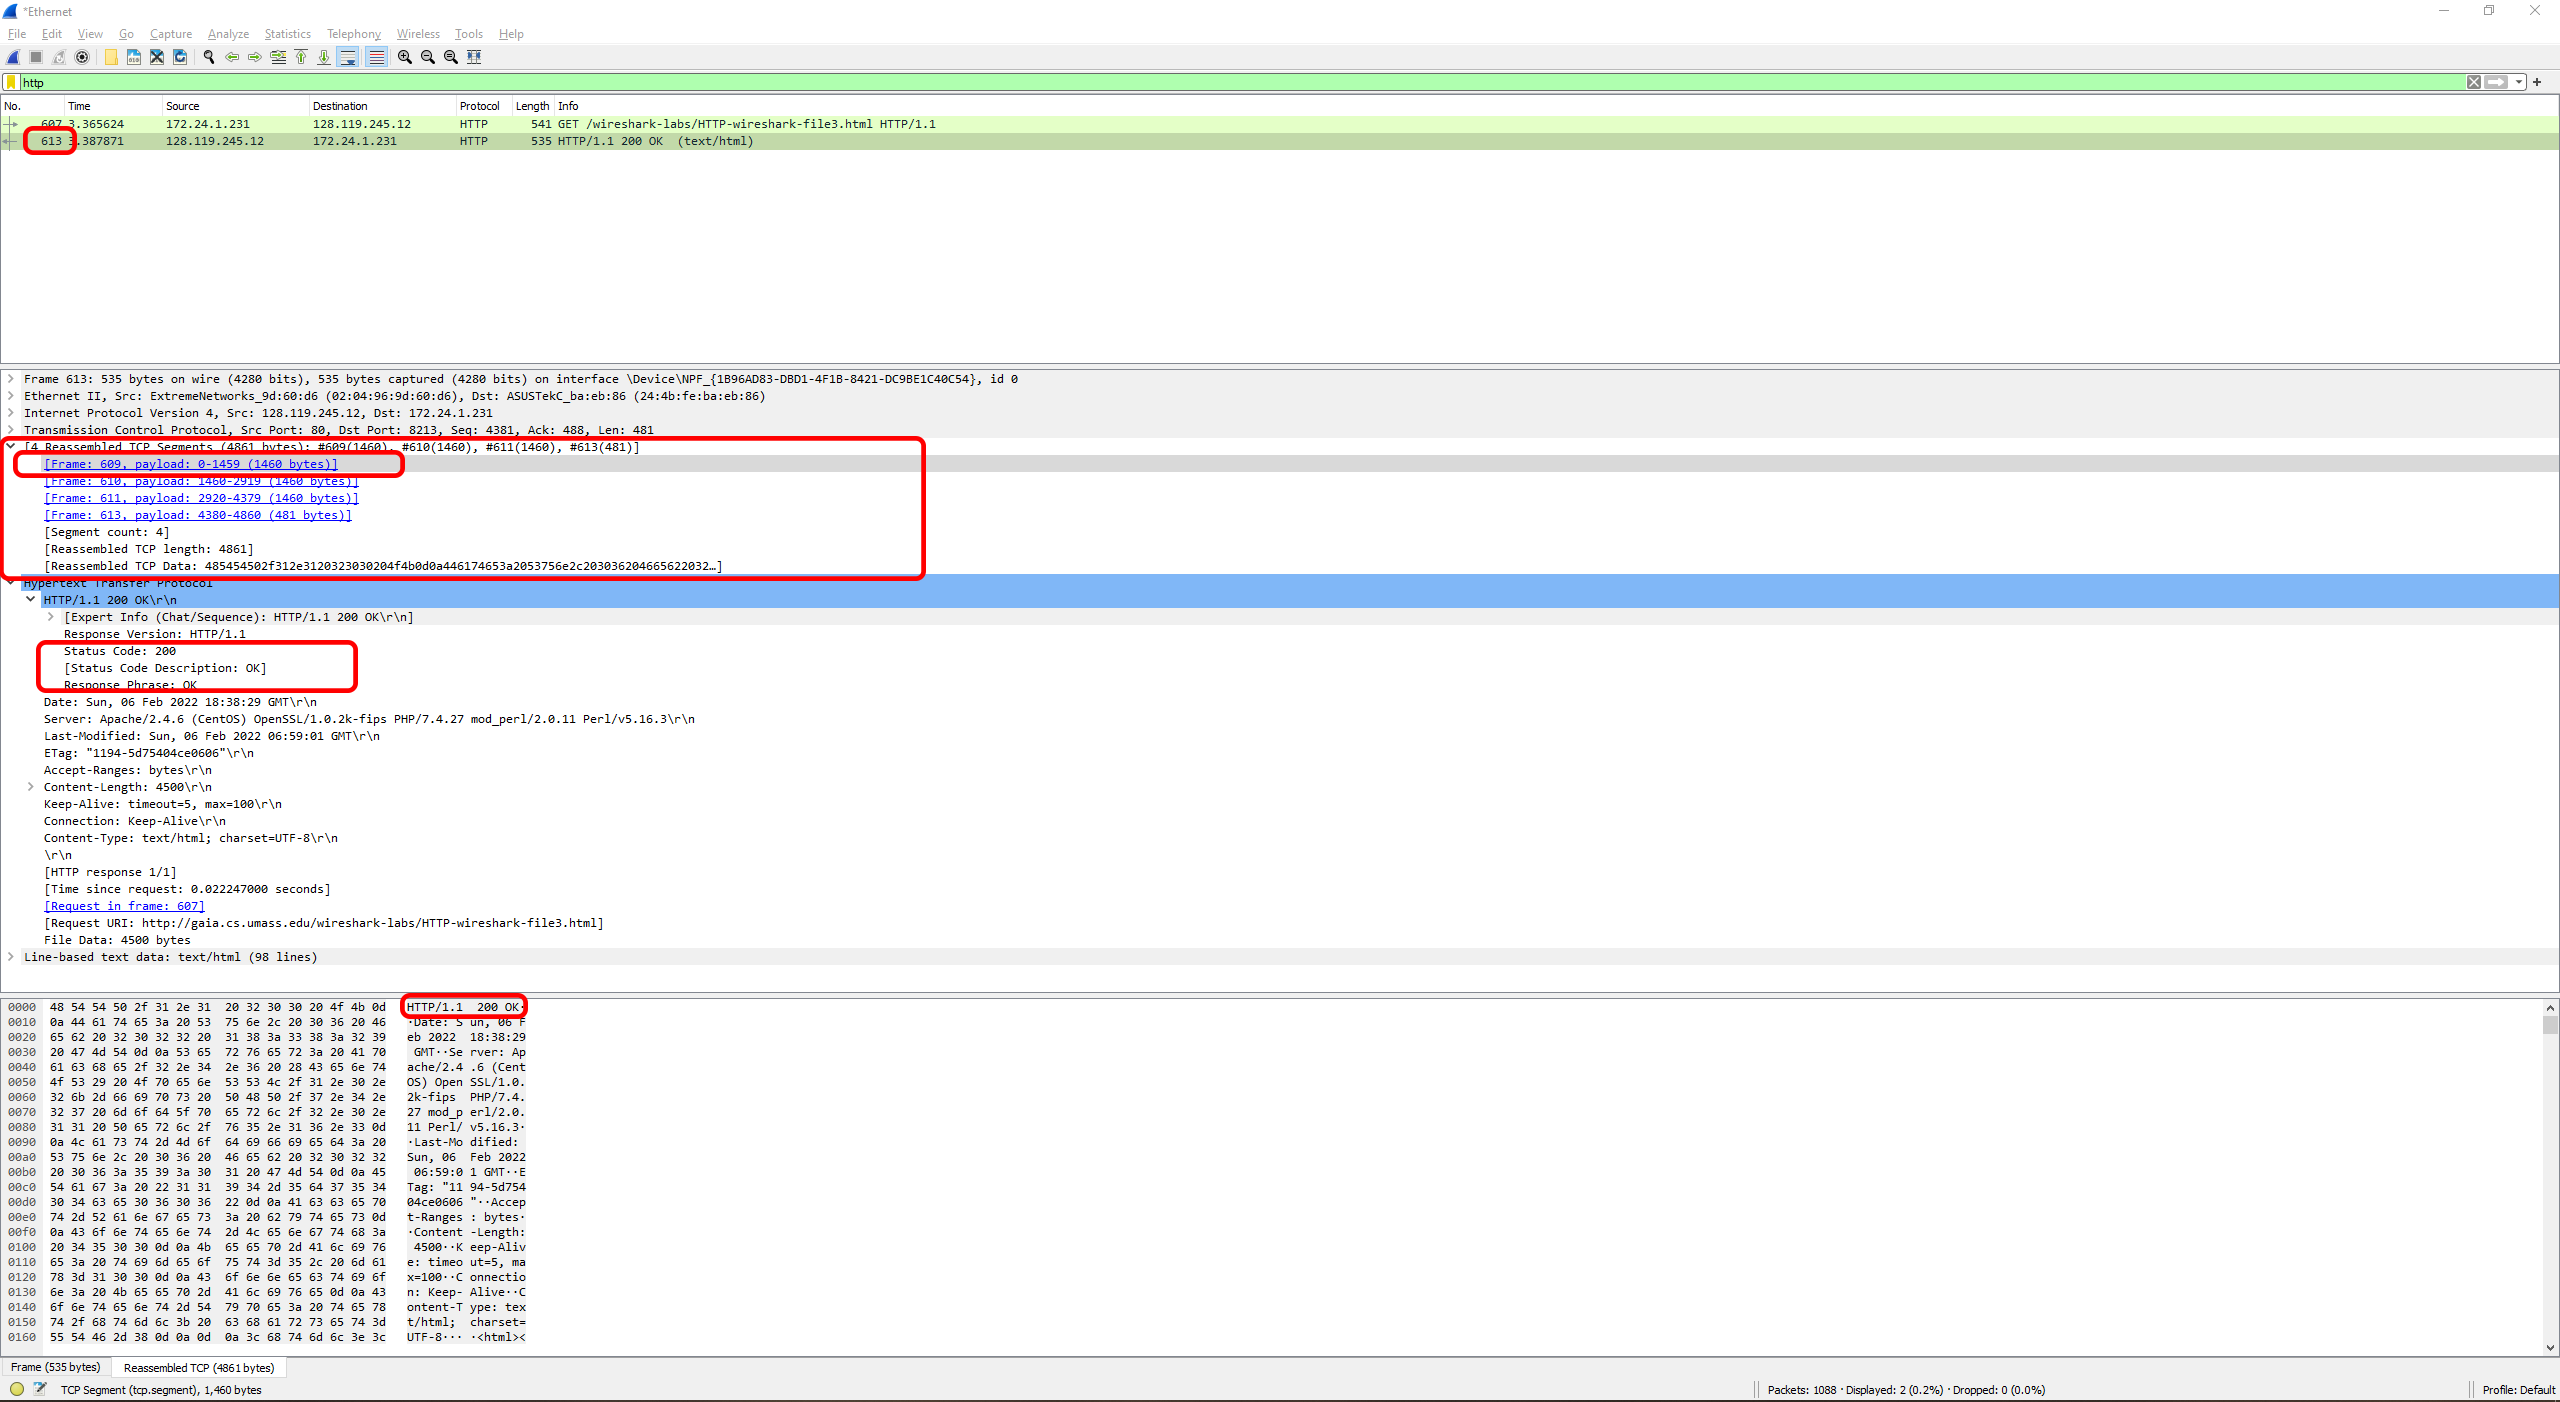 *Ethernet
File Edit View Go Capture Analyze Statistics Telephony Wireless Tools Help
http
No. Time Source Destination Protocol Length Info
607 3.365624 172.24.1.231 128.119.245.12 HTTP 541 GET /wireshark-labs/HTTP-wireshark-file3.html HTTP/1.1
613 3.387871 128.119.245.12 172.24.1.231 HTTP 535 HTTP/1.1 200 OK (text/html)
Frame 613: 535 bytes on wire (4280 bits), 535 bytes captured (4280 bits) on interface \Device\NPF_{1B96AD83-DBD1-4F1B-8421-DC9BE1C40C54}, id 0
Ethernet II, Src: ExtremeNetworks_9d:60:d6 (02:04:96:9d:60:d6), Dst: ASUSTekC_ba:eb:86 (24:4b:fe:ba:eb:86)
Internet Protocol Version 4, Src: 128.119.245.12, Dst: 172.24.1.231
Transmission Control Protocol, Src Port: 80, Dst Port: 8213, Seq: 4381, Ack: 488, Len: 481
[4 Reassembled TCP Segments (4861 bytes): #609(1460), #610(1460), #611(1460), #613(481)]
[Frame: 609, payload: 0-1459 (1460 bytes)]
[Frame: 610, payload: 1460-2919 (1460 bytes)]
[Frame: 611, payload: 2920-4379 (1460 bytes)]
[Frame: 613, payload: 4380-4860 (481 bytes)]
[Segment count: 4]
[Reassembled TCP length: 4861]
[Reassembled TCP Data: 485454502f312e3120323030204f4b0d0a446174653a2053756e2c203036204665622032…]
Hypertext Transfer Protocol
HTTP/1.1 200 OK\r\n
[Expert Info (Chat/Sequence): HTTP/1.1 200 OK\r\n]
Response Version: HTTP/1.1
Status Code: 200
[Status Code Description: OK]
Response Phrase: OK
Date: Sun, 06 Feb 2022 18:38:29 GMT\r\n
Server: Apache/2.4.6 (CentOS) OpenSSL/1.0.2k-fips PHP/7.4.27 mod_perl/2.0.11 Perl/v5.16.3\r\n
Last-Modified: Sun, 06 Feb 2022 06:59:01 GMT\r\n
ETag: "1194-5d75404ce0606"\r\n
Accept-Ranges: bytes\r\n
Content-Length: 4500\r\n
Keep-Alive: timeout=5, max=100\r\n
Connection: Keep-Alive\r\n
Content-Type: text/html; charset=UTF-8\r\n
\r\n
[HTTP response 1/1]
[Time since request: 0.022247000 seconds]
[Request in frame: 607]
[Request URI: http://gaia.cs.umass.edu/wireshark-labs/HTTP-wireshark-file3.html]
File Data: 4500 bytes
Line-based text data: text/html (98 lines)
0000 48 54 54 50 2f 31 2e 31 20 32 30 30 20 4f 4b 0d HTTP/1.1 200 OK·
0010 0a 44 61 74 65 3a 20 53 75 6e 2c 20 30 36 20 46 ·Date: S un, 06 F
0020 65 62 20 32 30 32 32 20 31 38 3a 33 38 3a 32 39 eb 2022 18:38:29
0030 20 47 4d 54 0d 0a 53 65 72 76 65 72 3a 20 41 70 GMT··Se rver: Ap
0040 61 63 68 65 2f 32 2e 34 2e 36 20 28 43 65 6e 74 ache/2.4 .6 (Cent
0050 4f 53 29 20 4f 70 65 6e 53 53 4c 2f 31 2e 30 2e OS) Open SSL/1.0.
0060 32 6b 2d 66 69 70 73 20 50 48 50 2f 37 2e 34 2e 2k-fips PHP/7.4.
0070 32 37 20 6d 6f 64 5f 70 65 72 6c 2f 32 2e 30 2e 27 mod_p erl/2.0.
0080 31 31 20 50 65 72 6c 2f 76 35 2e 31 36 2e 33 0d 11 Perl/ v5.16.3·
0090 0a 4c 61 73 74 2d 4d 6f 64 69 66 69 65 64 3a 20 ·Last-Mo dified:
00a0 53 75 6e 2c 20 30 36 20 46 65 62 20 32 30 32 32 Sun, 06 Feb 2022
00b0 20 30 36 3a 35 39 3a 30 31 20 47 4d 54 0d 0a 45 06:59:0 1 GMT··E
00c0 54 61 67 3a 20 22 31 31 39 34 2d 35 64 37 35 34 Tag: "11 94-5d754
00d0 30 34 63 65 30 36 30 36 22 0d 0a 41 63 63 65 70 04ce0606 "··Accep
00e0 74 2d 52 61 6e 67 65 73 3a 20 62 79 74 65 73 0d t-Ranges : bytes·
00f0 0a 43 6f 6e 74 65 6e 74 2d 4c 65 6e 67 74 68 3a ·Content -Length:
0100 20 34 35 30 30 0d 0a 4b 65 65 70 2d 41 6c 69 76 4500··K eep-Aliv
0110 65 3a 20 74 69 6d 65 6f 75 74 3d 35 2c 20 6d 61 e: timeo ut=5, ma
0120 78 3d 31 30 30 0d 0a 43 6f 6e 6e 65 63 74 69 6f x=100··C onnectio
0130 6e 3a 20 4b 65 65 70 2d 41 6c 69 76 65 0d 0a 43 n: Keep- Alive··C
0140 6f 6e 74 65 6e 74 2d 54 79 70 65 3a 20 74 65 78 ontent-T ype: tex
0150 74 2f 68 74 6d 6c 3b 20 63 68 61 72 73 65 74 3d t/html; charset=
0160 55 54 46 2d 38 0d 0a 0d 0a 3c 68 74 6d 6c 3e 3c UTF-8··· ·<html><
Frame (535 bytes) Reassembled TCP (4861 bytes)
TCP Segment (tcp.segment), 1,460 bytes Packets: 1088 · Displayed: 2 (0.2%) · Dropped: 0 (0.0%) Profile: Default